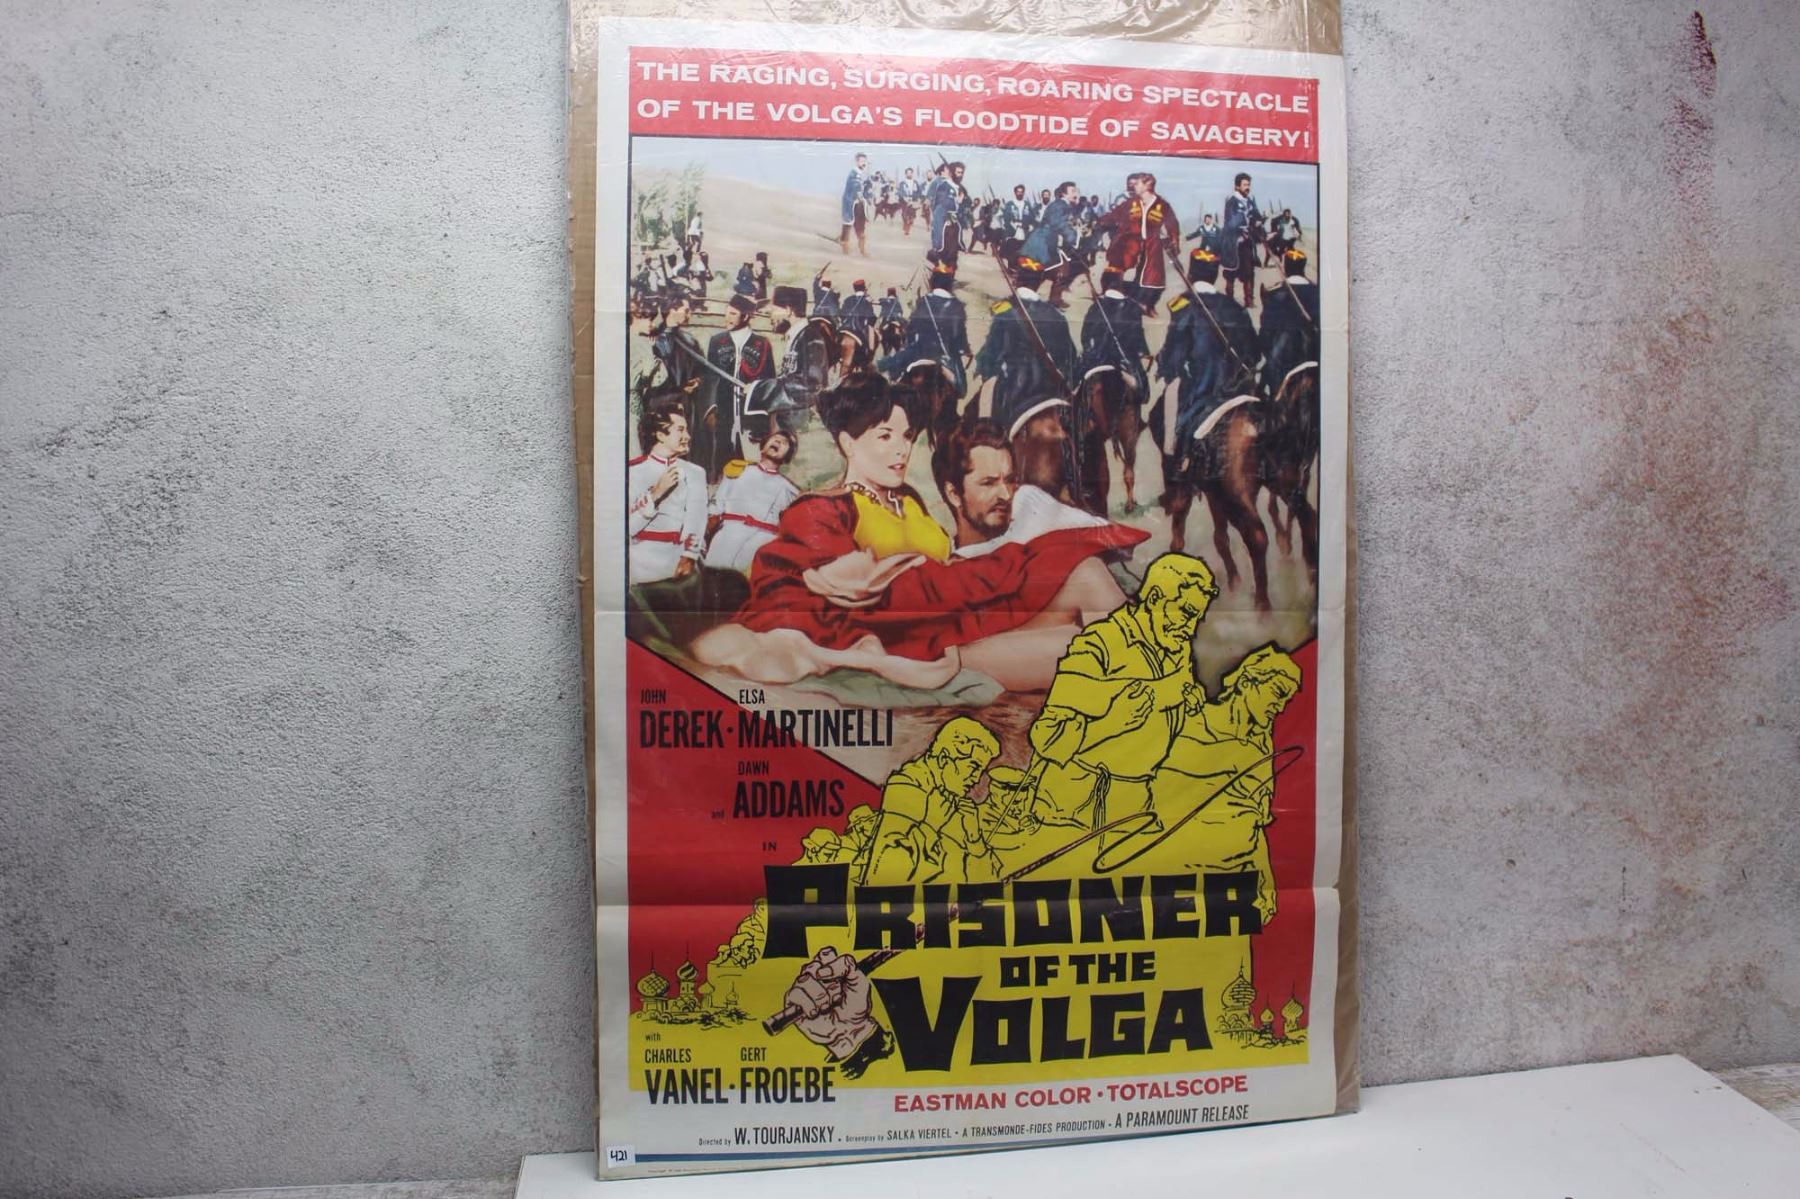 THE RAGING, SURGING, ROARING SPECTACLE
OF THE VOLGA'S FLOODTIDE OF SAVAGERY!
JOHN ELSA
DEREK · MARTINELLI
DAWN
and ADDAMS
IN
PRISONER
OF THE
VOLGA
with
CHARLES GERT
VANEL · FROEBE
EASTMAN COLOR · TOTALSCOPE
Directed by W. TOURJANSKY · Screenplay by SALKA VIERTEL · A TRANSMONDE-FIDES PRODUCTION · A PARAMOUNT RELEASE
421